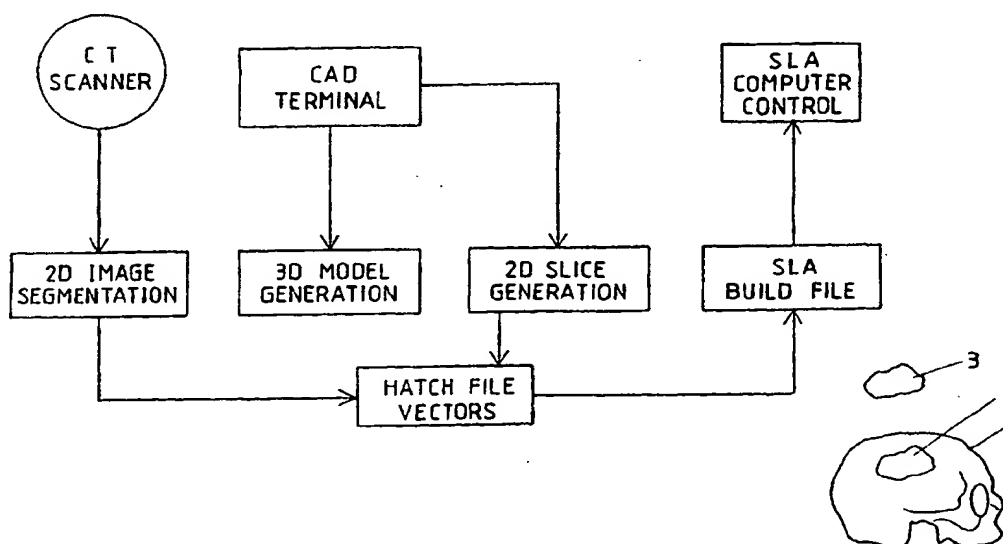 C T
SCANNER
CAD
TERMINAL
SLA
COMPUTER
CONTROL
2D IMAGE
SEGMENTATION
3D MODEL
GENERATION
2D SLICE
GENERATION
SLA
BUILD FILE
HATCH FILE
VECTORS
3